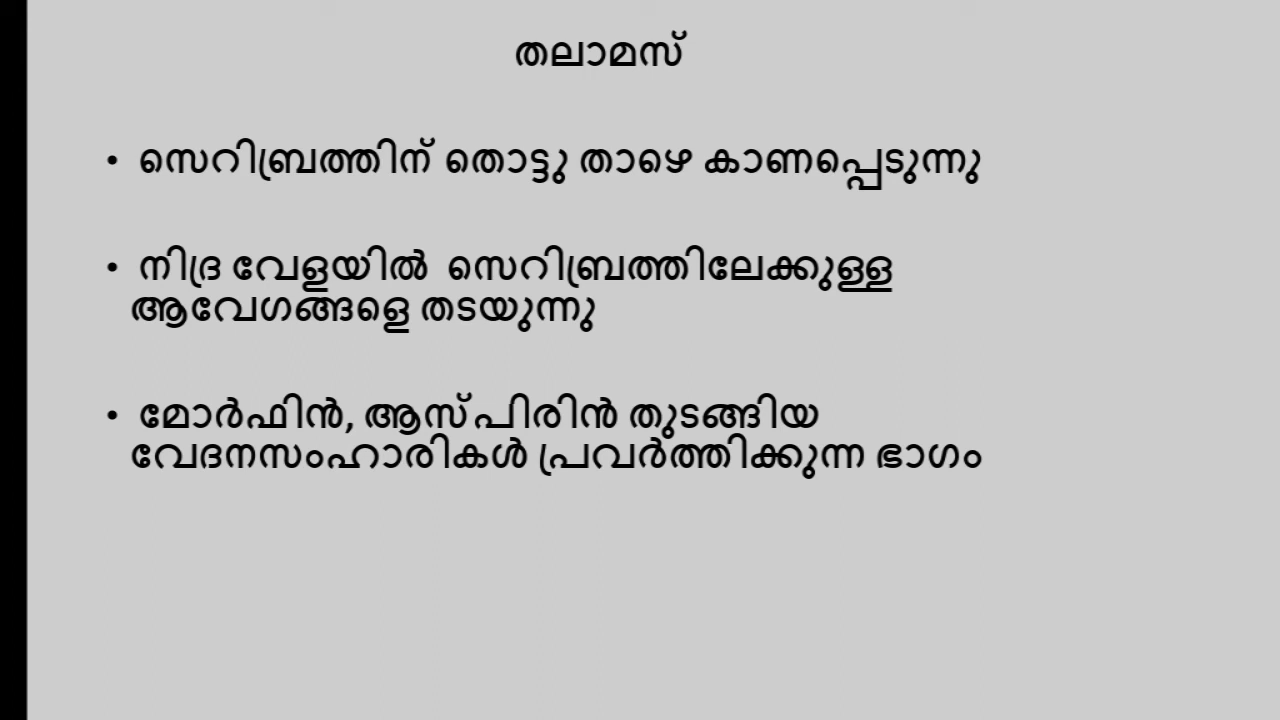 തലാമസ്
• സെറിബ്രത്തിന് തൊട്ടു താഴെ കാണപ്പെടുന്നു
• നിദ്ര വേളയിൽ സെറിബ്രത്തിലേക്കുള്ള
ആവേഗങ്ങളെ തടയുന്നു
• മോർഫിൻ, ആസ്പിരിൻ തുടങ്ങിയ
വേദനസംഹാരികൾ പ്രവർത്തിക്കുന്ന ഭാഗം